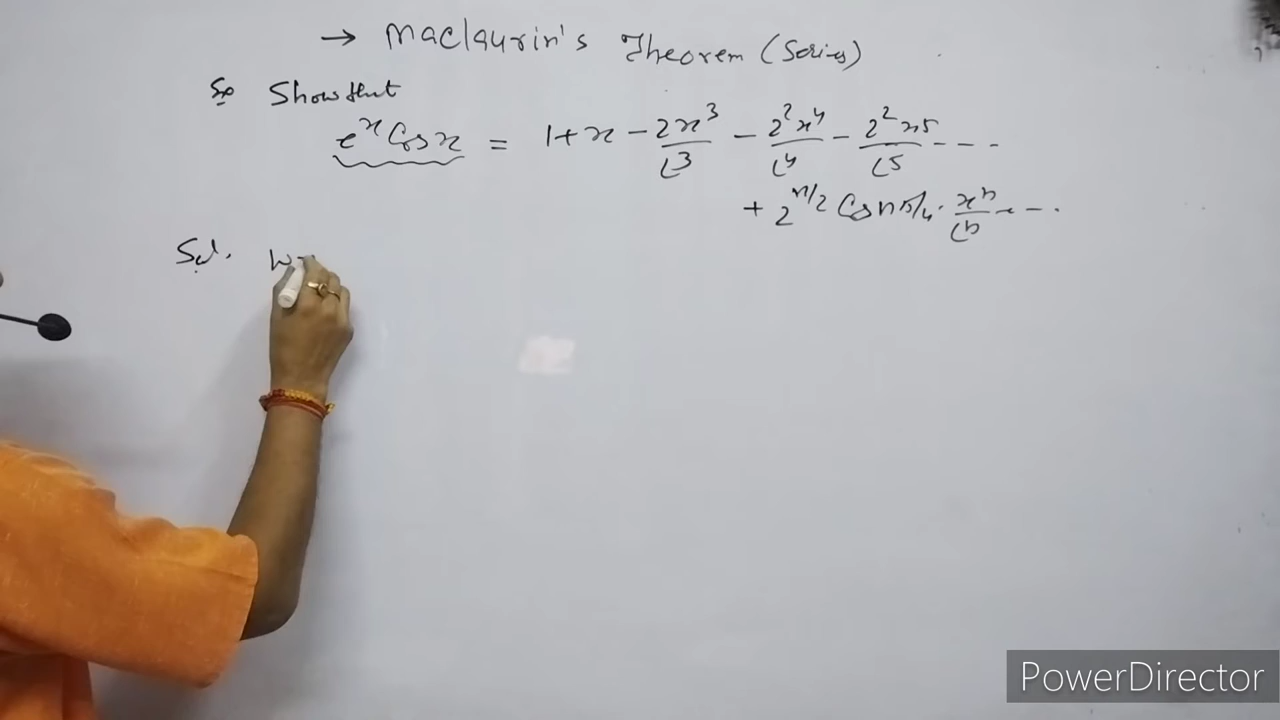 → Maclaurin's Theorem (Series)
Show that
e^x Cos x = 1 + x - 2x^3/⌊3 - 2^2x^4/⌊4 - 2^2x^5/⌊5 ----
+ 2^n/2 Cos nπ/4 . x^n/⌊n ---.
Sol. W
PowerDirector